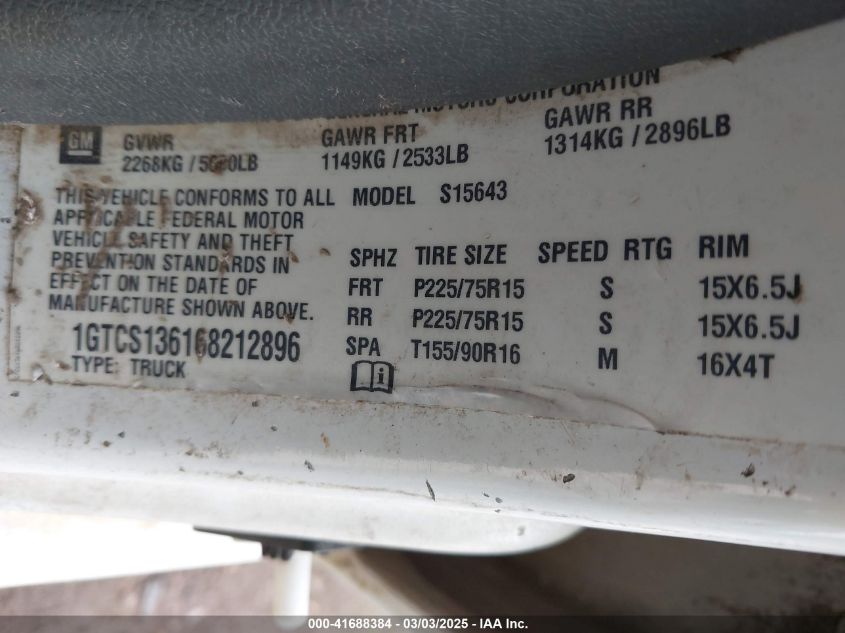 MOTORS CORPORATION
GM
GVWR GAWR FRT GAWR RR
2268KG / 1149KG / 2533LB 1314KG / 2896LB
THIS VEHICLE CONFORMS TO ALL
APPLICABLE FEDERAL MOTOR
VEHICLE SAFETY AND THEFT
PREVENTION STANDARDS IN
EFFECT ON THE DATE OF
MANUFACTURE SHOWN ABOVE.
1GTCS136168212896
TYPE: TRUCK
MODEL S15643
SPHZ TIRE SIZE SPEED RTG RIM
FRT P225/75R15 S 15X6.5J
RR P225/75R15 S 15X6.5J
SPA T155/90R16 M 16X4T
000-41688384 - 03/03/2025 - IAA Inc.